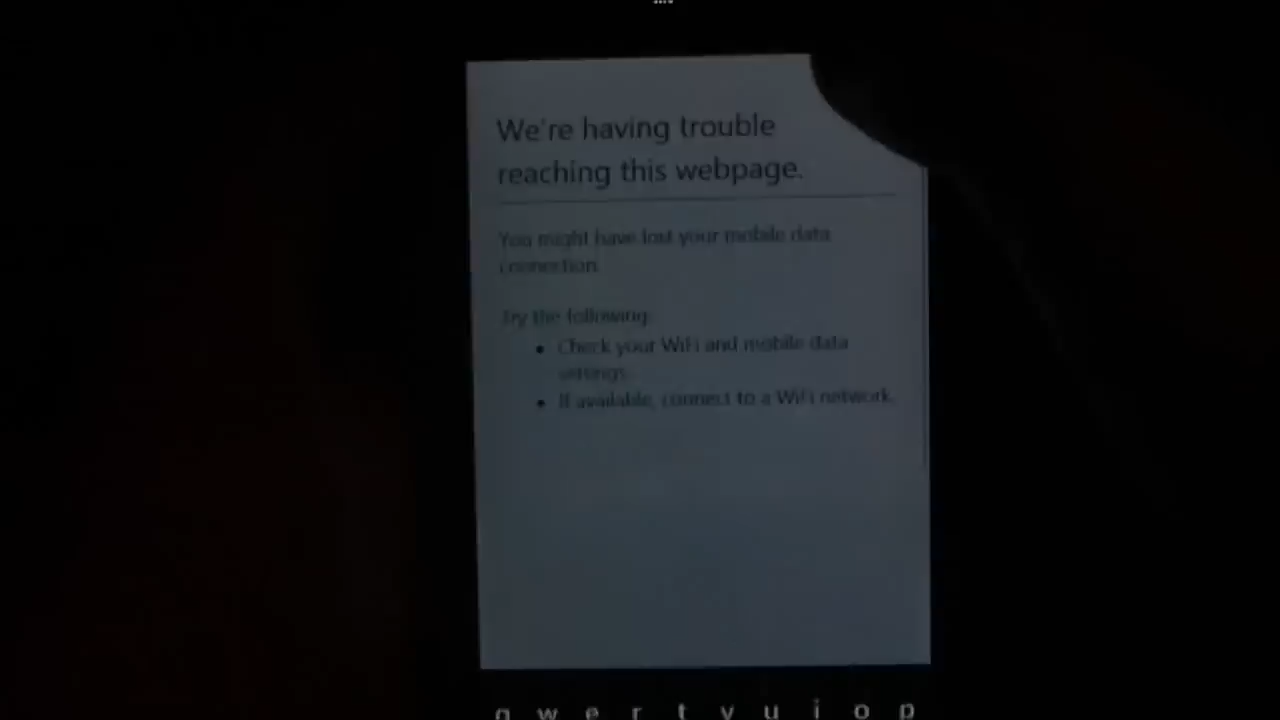 We're having trouble
reaching this webpage.
You might have lost your mobile data
connection.
Try the following:
• Check your WiFi and mobile data
settings.
• If available, connect to a WiFi network.
q w e r t y u i o p